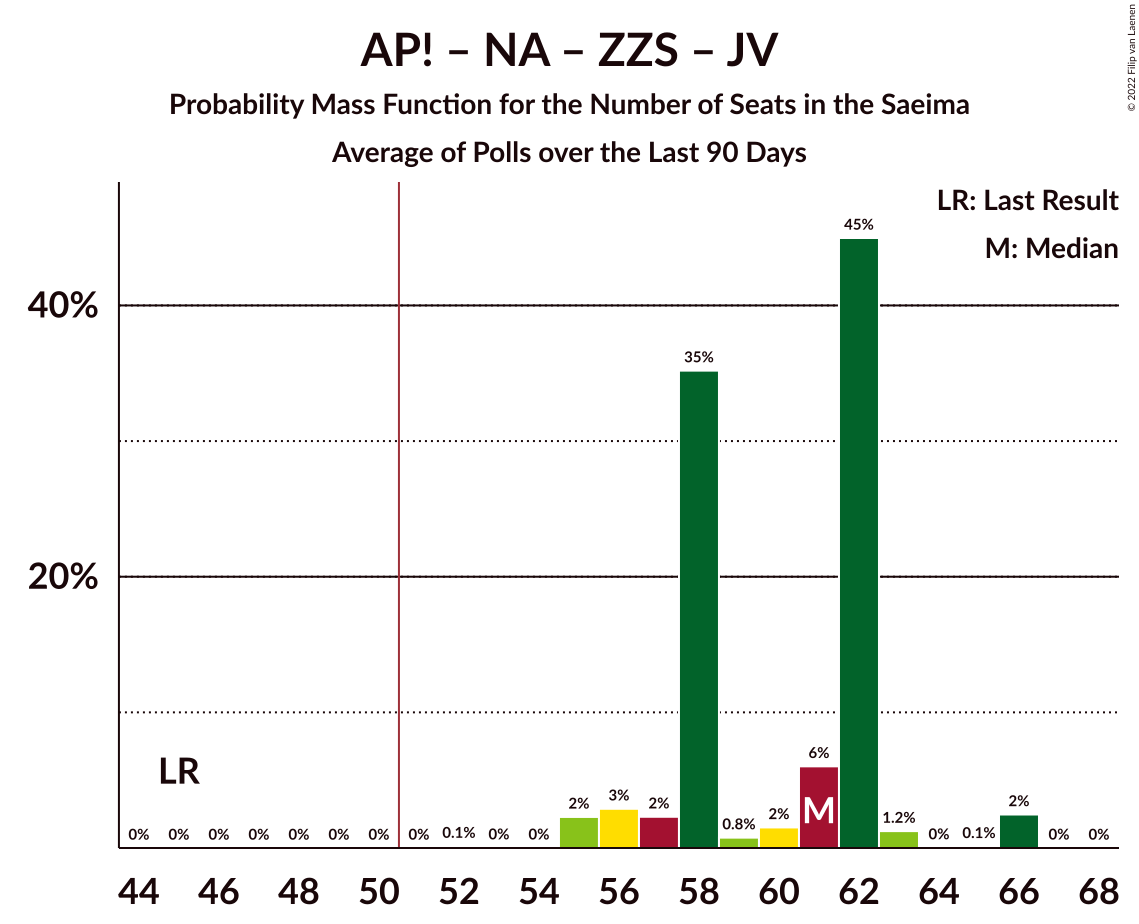 AP! – NA – ZZS – JV
Probability Mass Function for the Number of Seats in the Saeima
Average of Polls over the Last 90 Days
© 2022 Filip van Laenen
LR: Last Result
M: Median
40%
20%
LR
M
0% 0% 0% 0% 0% 0% 0% 0% 0.1% 0% 0% 2% 3% 2% 35% 0.8% 2% 6% 45% 1.2% 0% 0.1% 2% 0% 0%
44 46 48 50 52 54 56 58 60 62 64 66 68